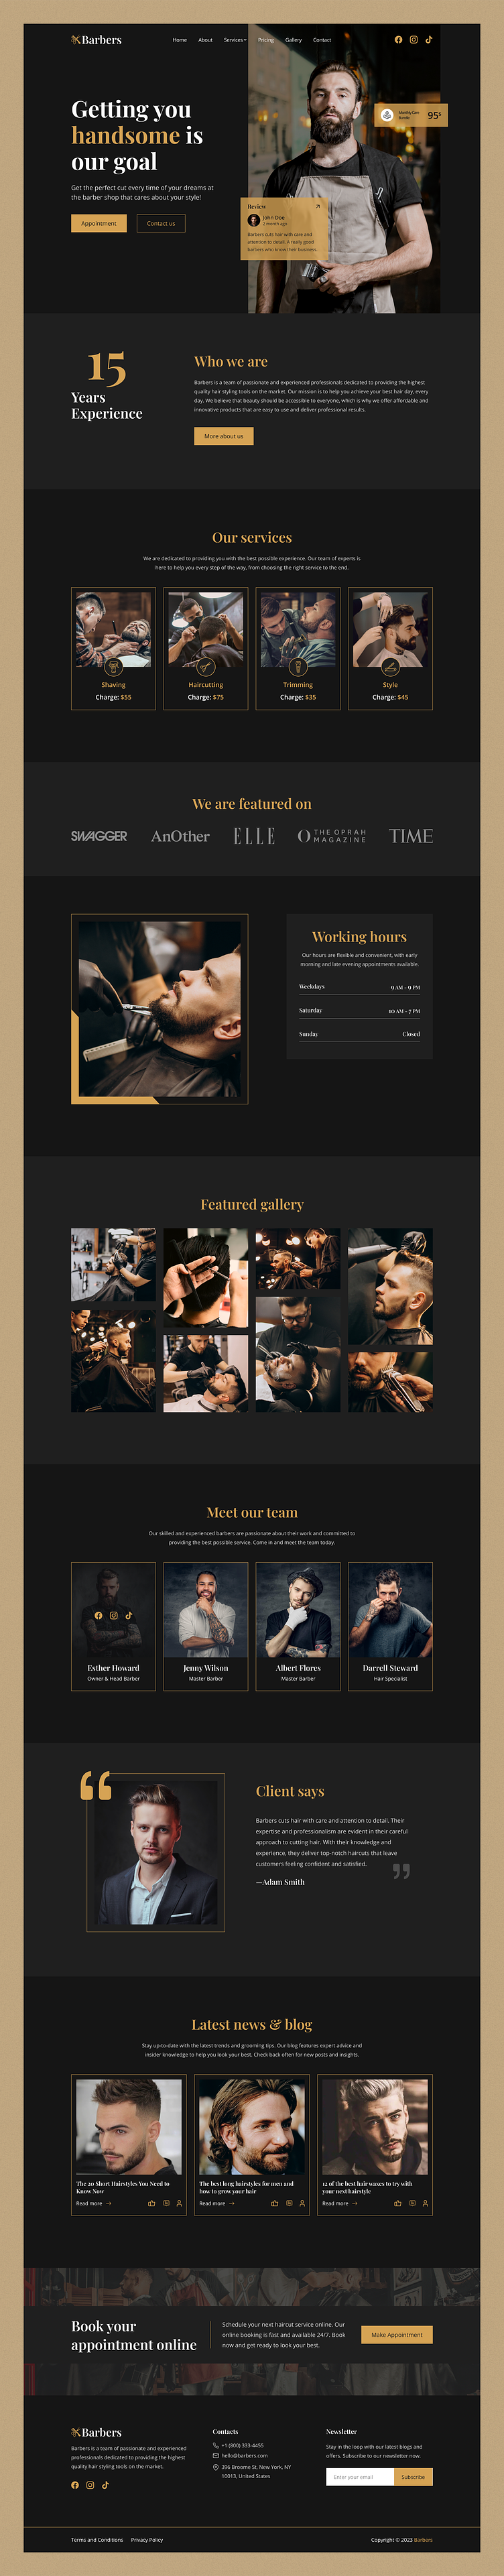 Barbers
Home About Services Pricing Gallery Contact
Getting you
handsome is
our goal
Get the perfect cut every time of your dreams at
the barber shop that cares about your style!
Appointment Contact us
95$
Review
John Doe
Barbers cuts hair with care and
attention to detail. A really good
barbers who know their business.
15
Years
Experience
Who we are
Barbers is a team of passionate and experienced professionals dedicated to providing the highest
quality hair styling tools on the market. Our mission is to help you achieve your best hair day, every
day. We believe that beauty should be accessible to everyone, which is why we offer affordable and
innovative products that are easy to use and deliver professional results.
More about us
Our services
We are dedicated to providing you with the best possible experience. Our team of experts is
here to help you every step of the way, from choosing the right service to the end.
Shaving
Charge: $55
Haircutting
Charge: $75
Trimming
Charge: $35
Style
Charge: $45
We are featured on
SWAGGER AnOther ELLE O THE OPRAH MAGAZINE TIME
Working hours
Our hours are flexible and convenient, with early
morning and late evening appointments available.
Weekdays 9 AM - 9 PM
Saturday 10 AM - 7 PM
Sunday Closed
Featured gallery
Meet our team
Our skilled and experienced barbers are passionate about their work and committed to
providing the best possible service. Come in and meet the team today.
Esther Howard
Owner & Head Barber
Jenny Wilson
Master Barber
Albert Flores
Master Barber
Darrell Steward
Hair Specialist
Client says
Barbers cuts hair with care and attention to detail. Their
expertise and professionalism are evident in their careful
approach to cutting hair. With their knowledge and
experience, they deliver top-notch haircuts that leave
customers feeling confident and satisfied.
—Adam Smith
Latest news & blog
Stay up-to-date with the latest trends and grooming tips. Our blog features expert advice and
insider knowledge to help you look your best. Check back often for new posts and insights.
The 20 Short Hairstyles You Need to
Know Now
Read more
The best long hairstyles for men and
how to grow your hair
Read more
12 of the best hair waxes to try with
your next hairstyle
Read more
Book your
appointment online
Schedule your next haircut service online. Our
online booking is fast and available 24/7. Book
now and get ready to look your best.
Make Appointment
Barbers
Barbers is a team of passionate and experienced
professionals dedicated to providing the highest
quality hair styling tools on the market.
Contacts
+1 (800) 333-4455
hello@barbers.com
396 Broome St, New York, NY
10013, United States
Newsletter
Stay in the loop with our latest blogs and
offers. Subscribe to our newsletter now.
Enter your email Subscribe
Terms and Conditions Privacy Policy
Copyright © 2023 Barbers